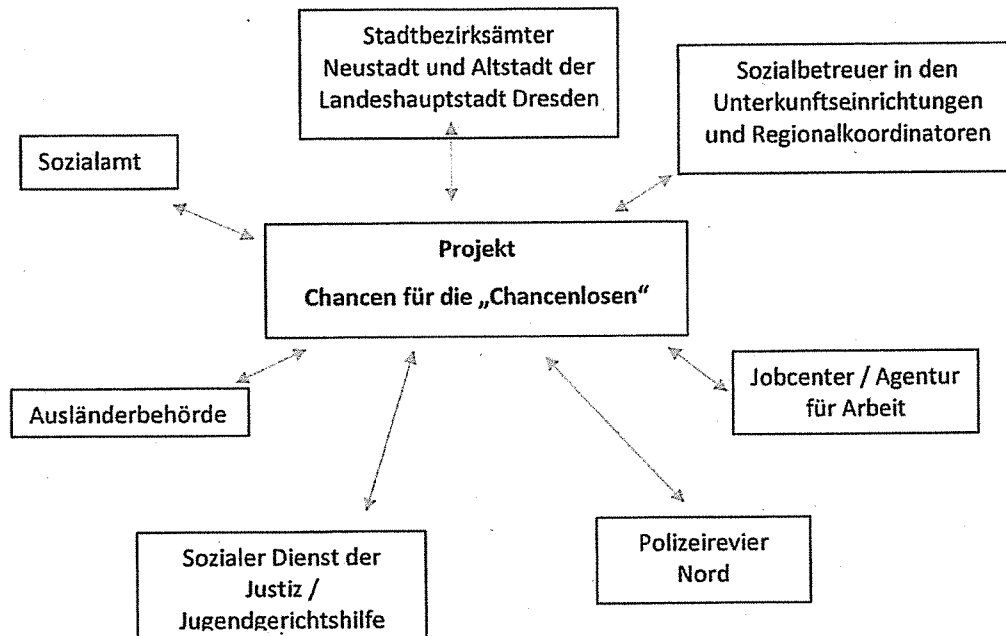 Stadtbezirksämter
Neustadt und Altstadt der
Landeshauptstadt Dresden
Sozialbetreuer in den
Unterkunftseinrichtungen
und Regionalkoordinatoren
Sozialamt
Projekt
Chancen für die „Chancenlosen“
Ausländerbehörde
Jobcenter / Agentur
für Arbeit
Sozialer Dienst der
Justiz /
Jugendgerichtshilfe
Polizeirevier
Nord